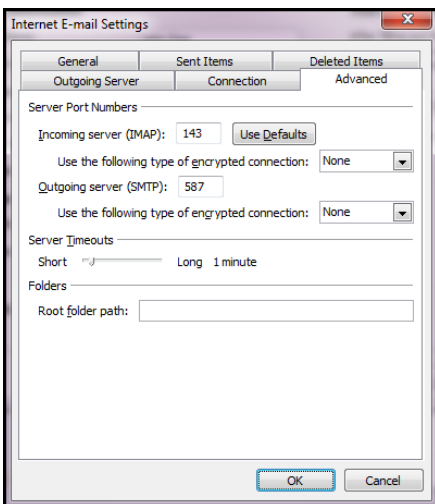 Internet E-mail Settings
General Sent Items Deleted Items
Outgoing Server Connection Advanced
Server Port Numbers
Incoming server (IMAP): 143 Use Defaults
Use the following type of encrypted connection: None
Outgoing server (SMTP): 587
Use the following type of encrypted connection: None
Server Timeouts
Short Long 1 minute
Folders
Root folder path:
OK Cancel